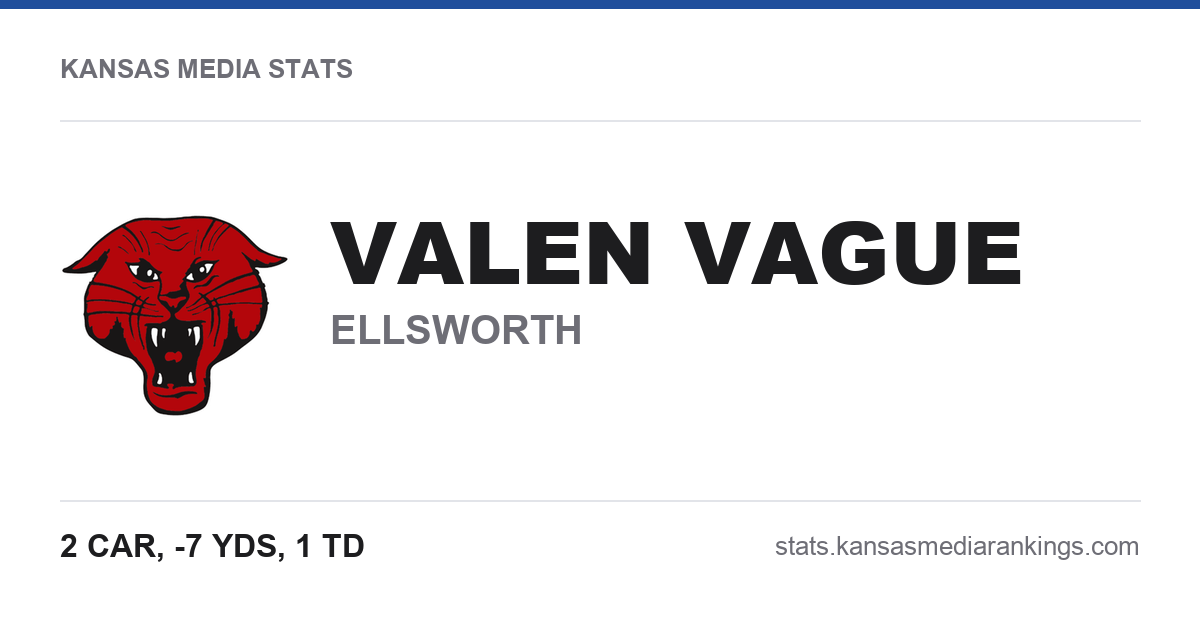 KANSAS MEDIA STATS
VALEN VAGUE
ELLSWORTH
2 CAR, -7 YDS, 1 TD
stats.kansasmediarankings.com